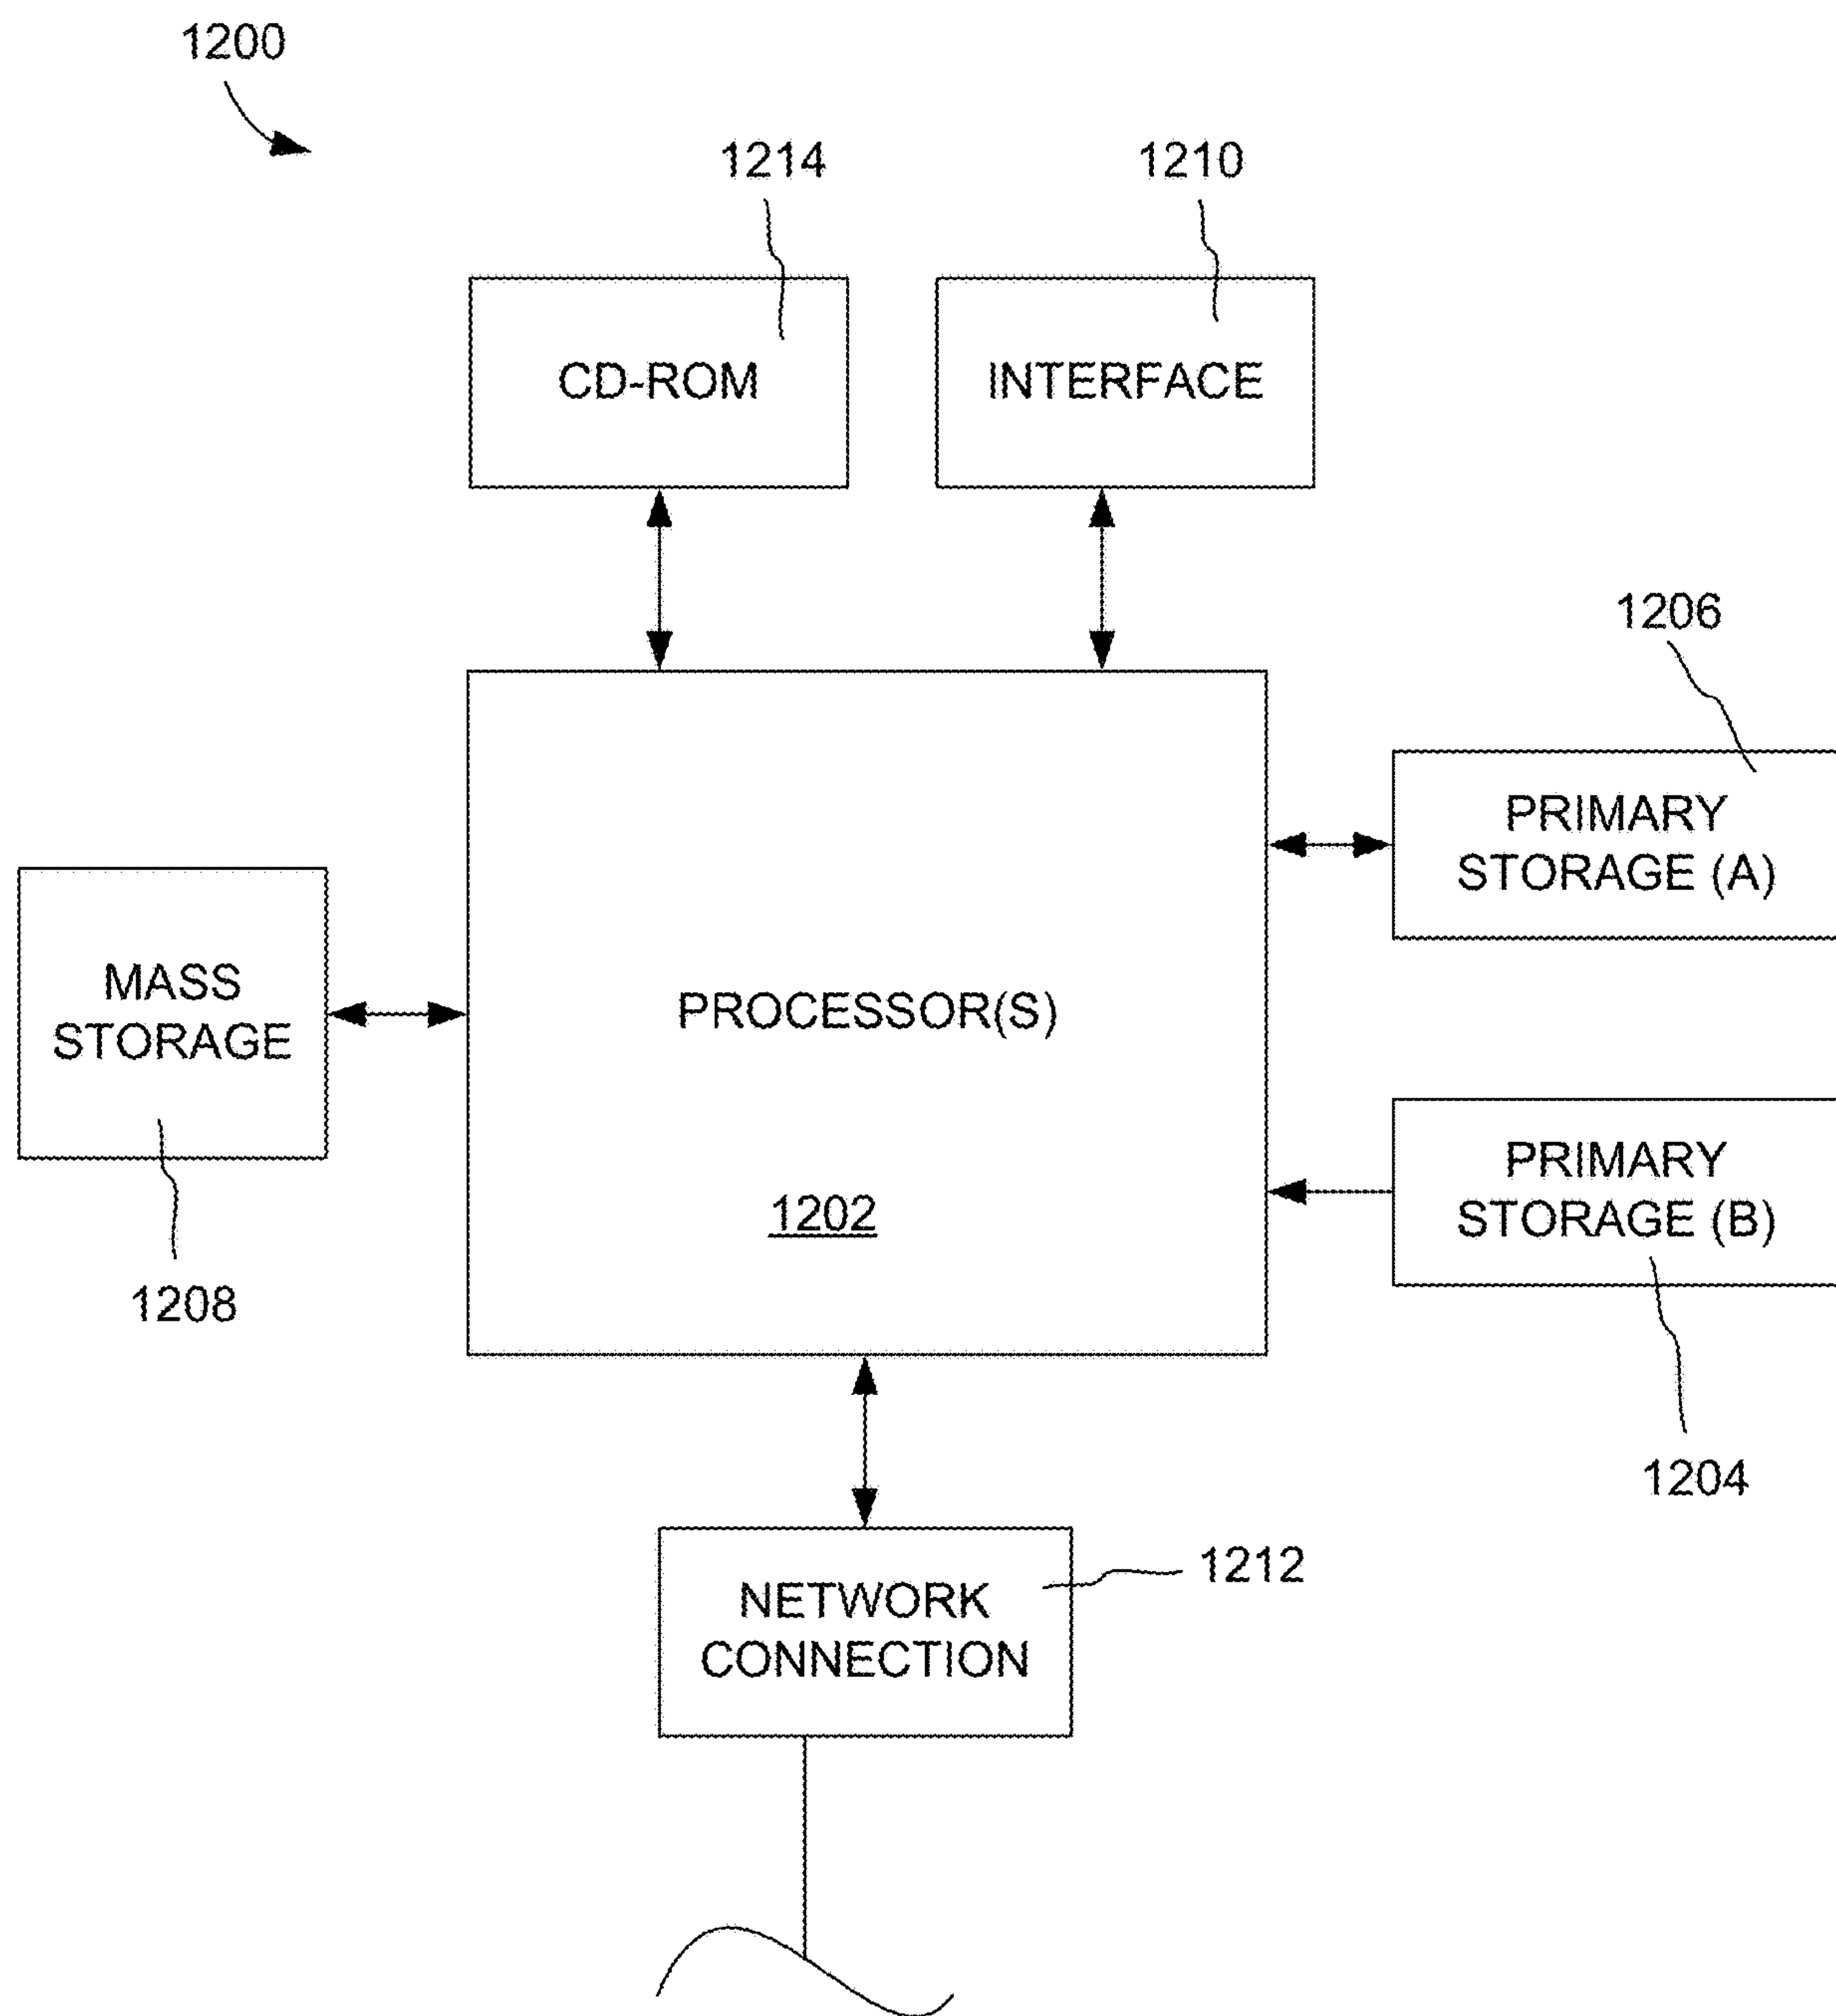 1200
1214
1210
CD-ROM
INTERFACE
1206
PRIMARY
STORAGE (A)
MASS
STORAGE
PROCESSOR(S)
PRIMARY
STORAGE (B)
1202
1208
1204
1212
NETWORK
CONNECTION